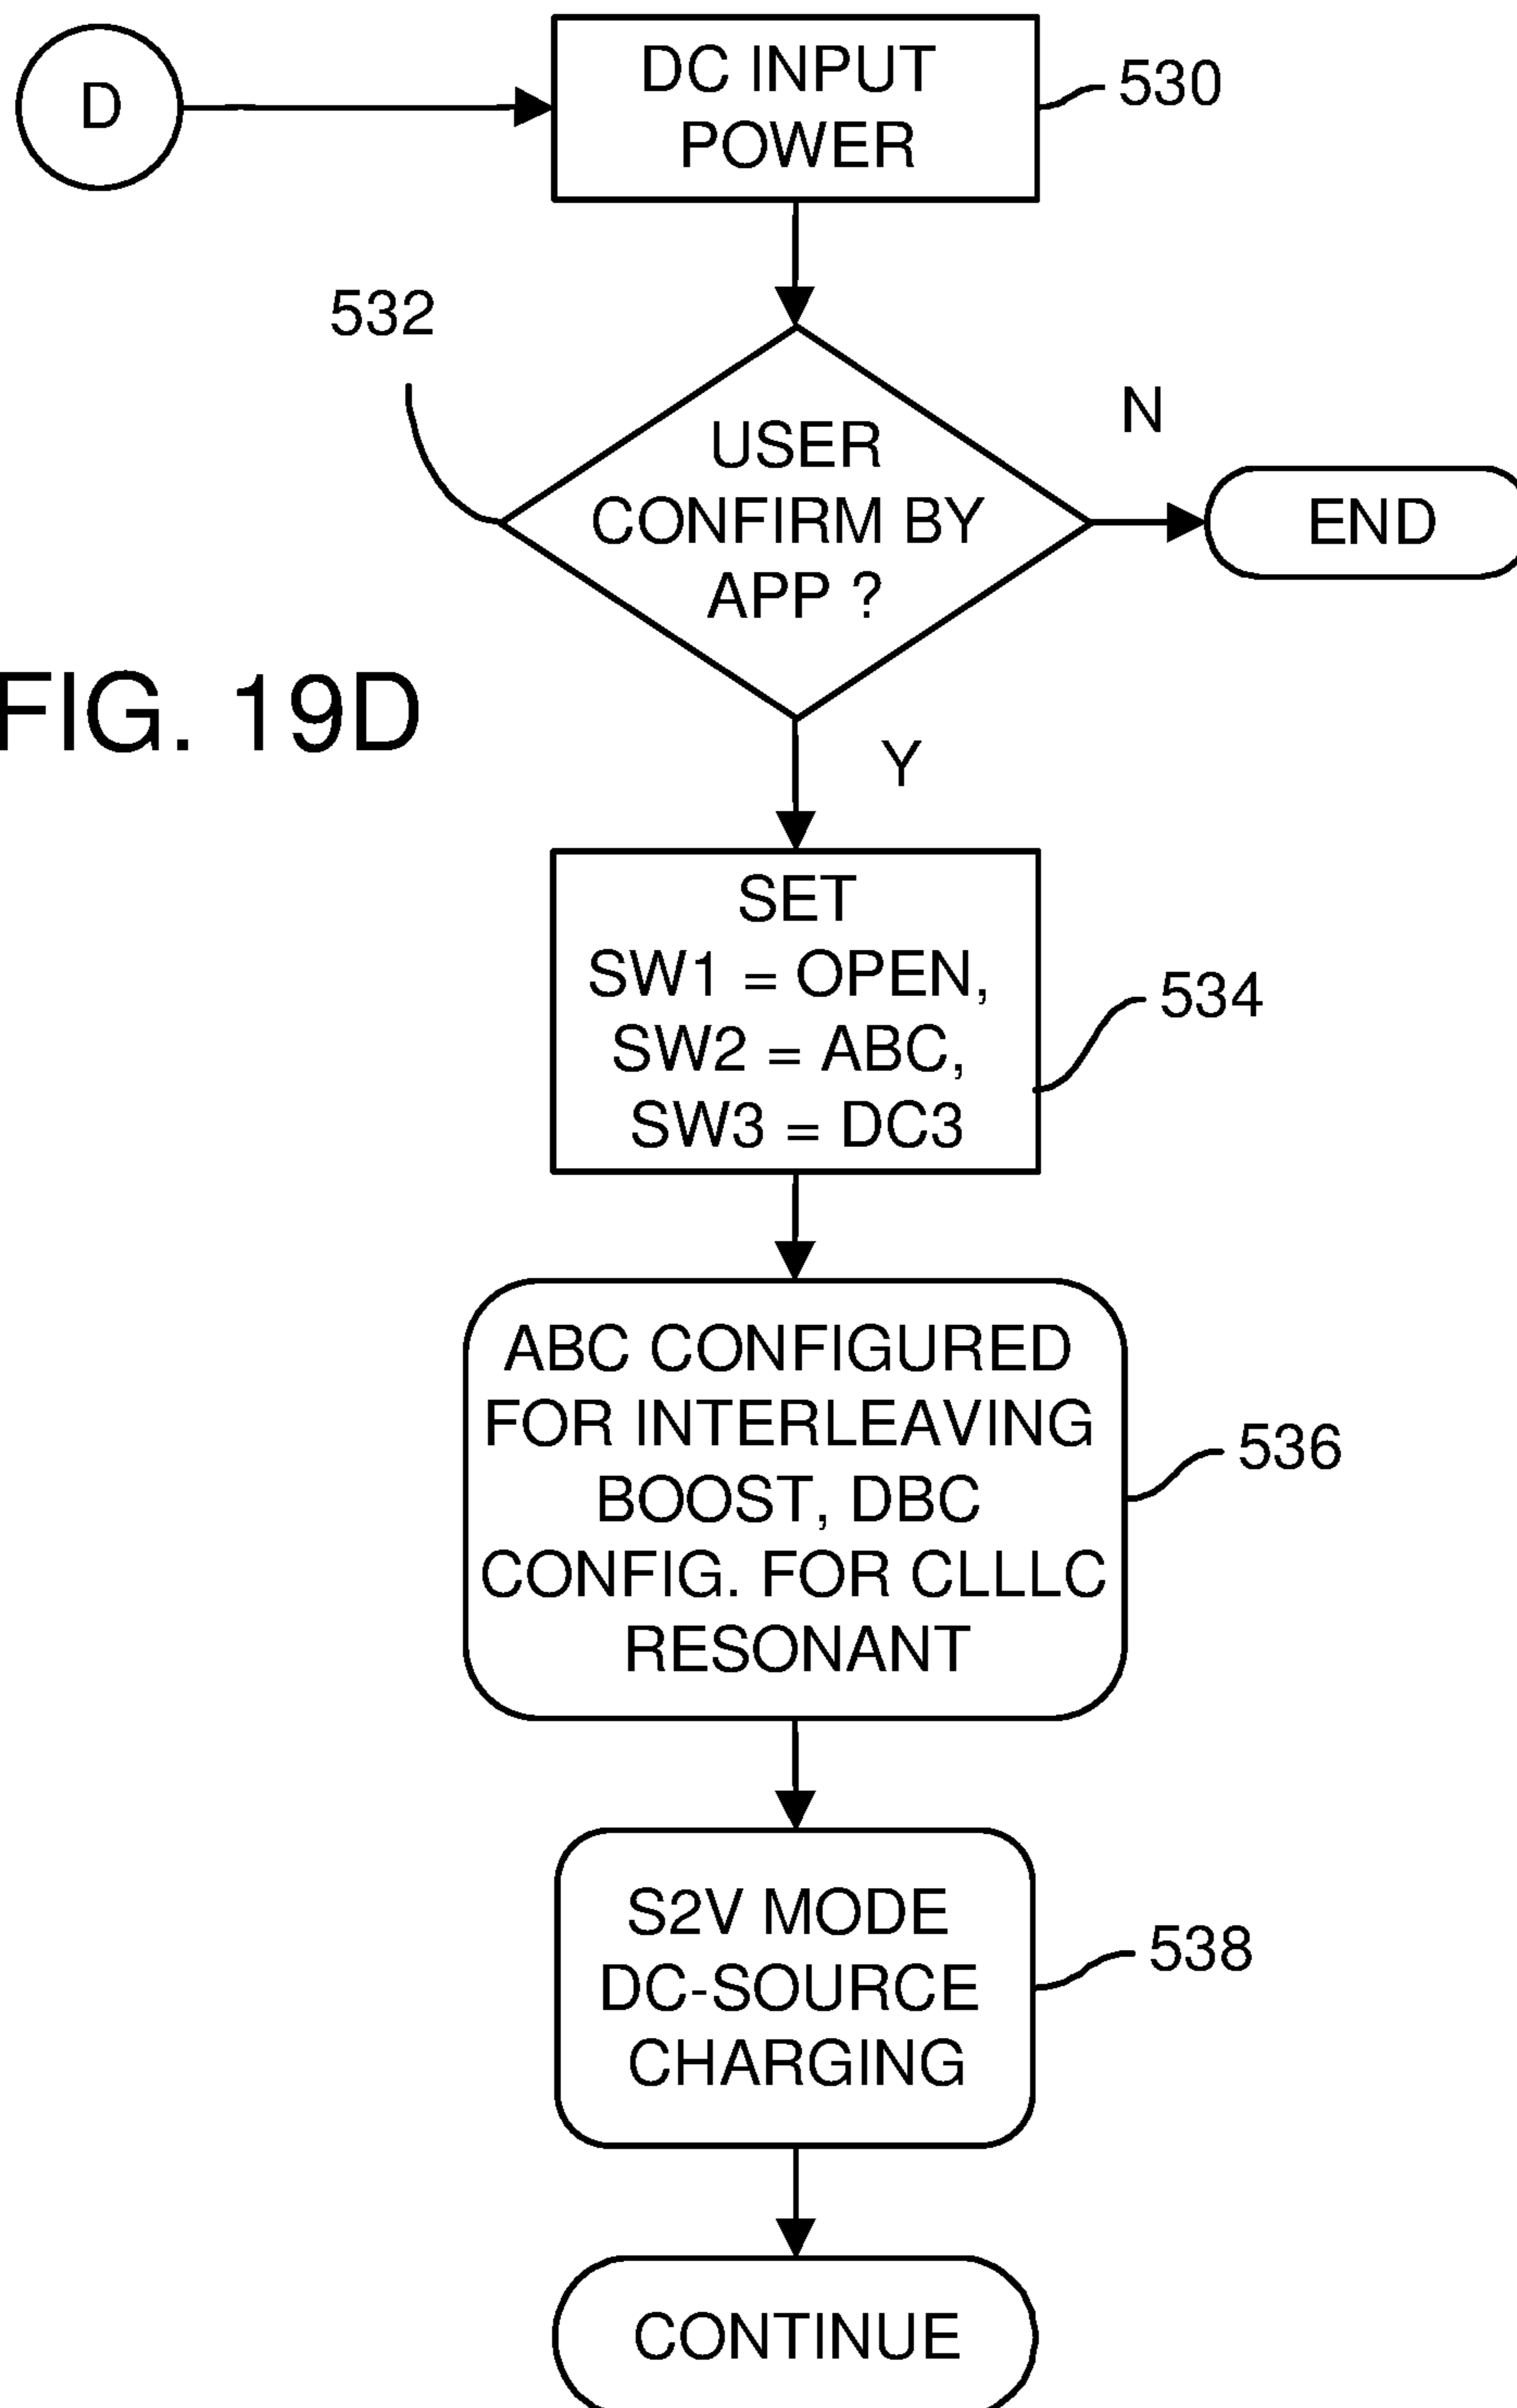 D
DC INPUT
POWER
530
532
USER
CONFIRM BY
APP ?
N
END
FIG. 19D
Y
SET
SW1 = OPEN,
SW2 = ABC,
SW3 = DC3
534
ABC CONFIGURED
FOR INTERLEAVING
BOOST, DBC
CONFIG. FOR CLLLC
RESONANT
536
S2V MODE
DC-SOURCE
CHARGING
538
CONTINUE